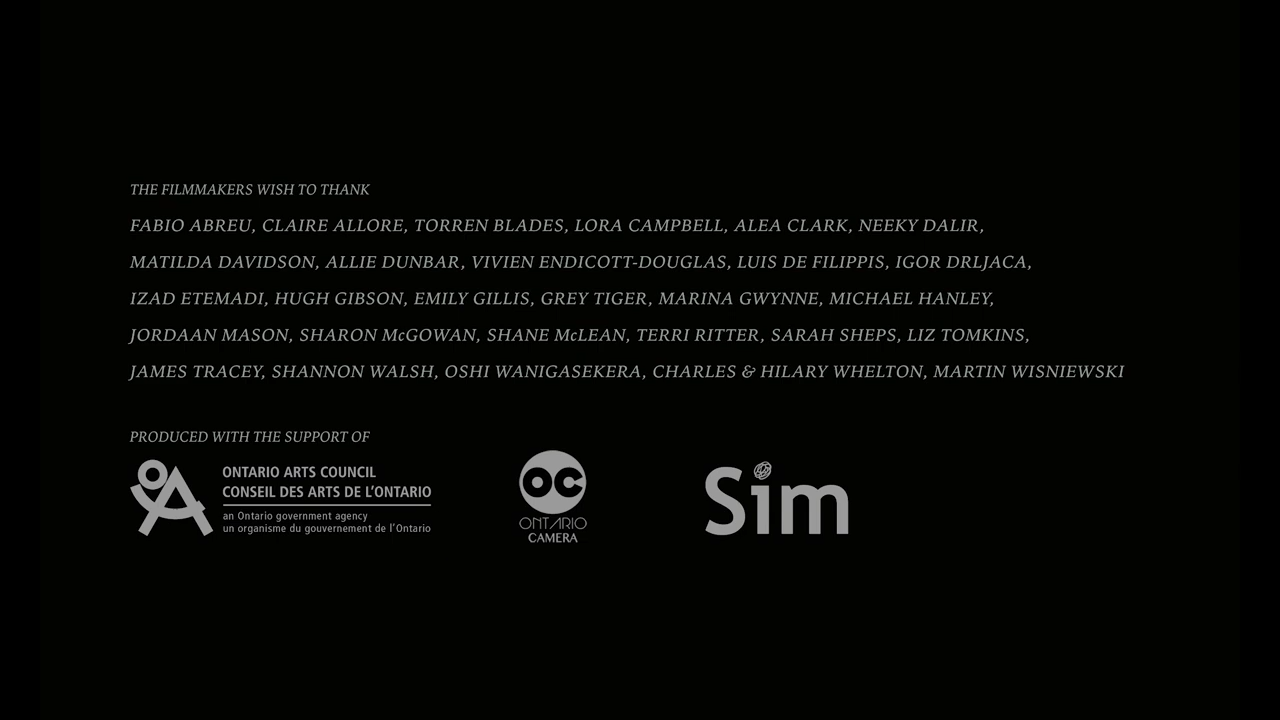 THE FILMMAKERS WISH TO THANK
FABIO ABREU, CLAIRE ALLORE, TORREN BLADES, LORA CAMPBELL, ALEA CLARK, NEEKY DALIR,
MATILDA DAVIDSON, ALLIE DUNBAR, VIVIEN ENDICOTT-DOUGLAS, LUIS DE FILIPPIS, IGOR DRLJACA,
IZAD ETEMADI, HUGH GIBSON, EMILY GILLIS, GREY TIGER, MARINA GWYNNE, MICHAEL HANLEY,
JORDAAN MASON, SHARON McGOWAN, SHANE McLEAN, TERRI RITTER, SARAH SHEPS, LIZ TOMKINS,
JAMES TRACEY, SHANNON WALSH, OSHI WANIGASEKERA, CHARLES & HILARY WHELTON, MARTIN WISNIEWSKI
PRODUCED WITH THE SUPPORT OF
ONTARIO ARTS COUNCIL
CONSEIL DES ARTS DE L'ONTARIO
an Ontario government agency
un organisme du gouvernement de l'Ontario
OC
ONTARIO
CAMERA
Sim